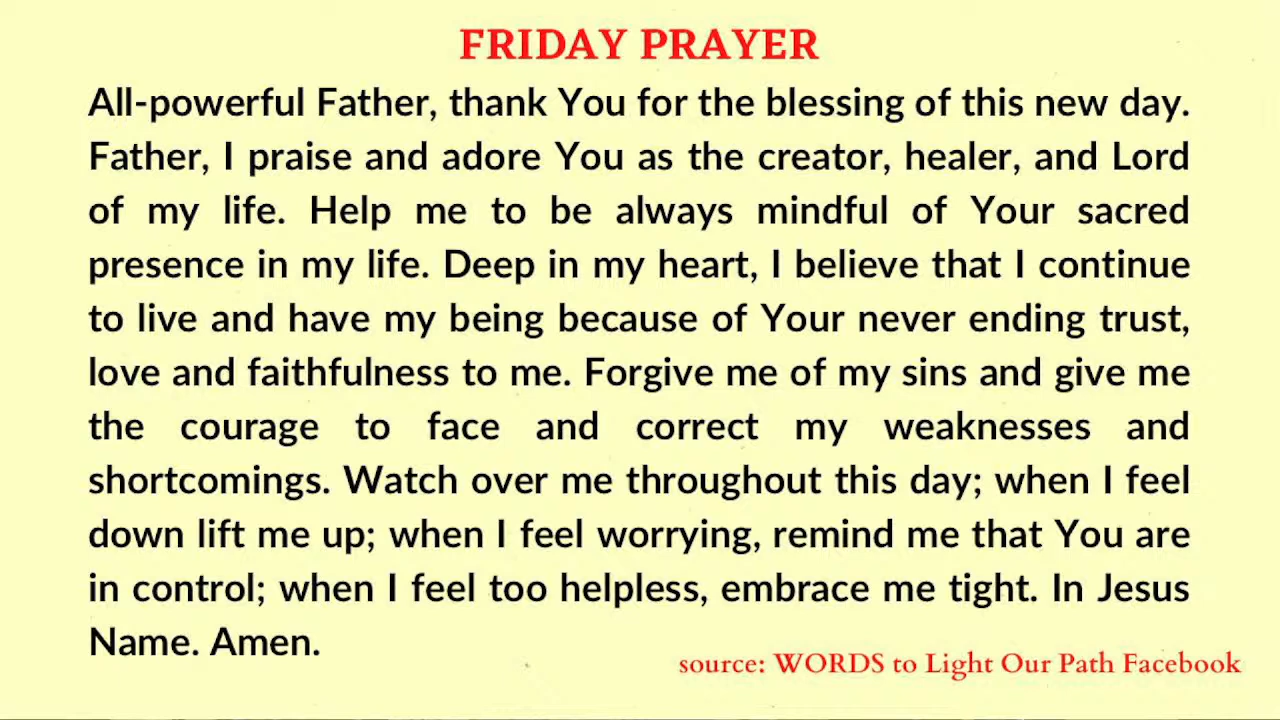 FRIDAY PRAYER
All-powerful Father, thank You for the blessing of this new day.
Father, I praise and adore You as the creator, healer, and Lord
of my life. Help me to be always mindful of Your sacred
presence in my life. Deep in my heart, I believe that I continue
to live and have my being because of Your never ending trust,
love and faithfulness to me. Forgive me of my sins and give me
the courage to face and correct my weaknesses and
shortcomings. Watch over me throughout this day; when I feel
down lift me up; when I feel worrying, remind me that You are
in control; when I feel too helpless, embrace me tight. In Jesus
Name. Amen.
source: WORDS to Light Our Path Facebook